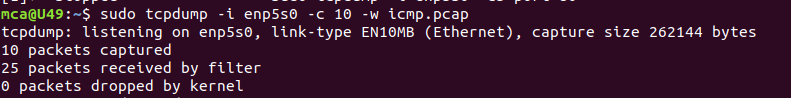 mca@U49:~$ sudo tcpdump -i enp5s0 -c 10 -w icmp.pcap
tcpdump: listening on enp5s0, link-type EN10MB (Ethernet), capture size 262144 bytes
10 packets captured
25 packets received by filter
0 packets dropped by kernel